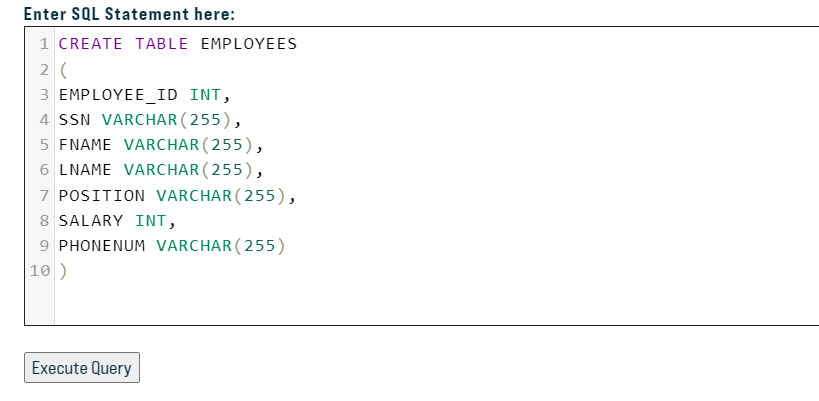 Enter SQL Statement here:
1 CREATE TABLE EMPLOYEES
2 (
3 EMPLOYEE_ID INT,
4 SSN VARCHAR(255),
5 FNAME VARCHAR(255),
6 LNAME VARCHAR(255),
7 POSITION VARCHAR(255),
8 SALARY INT,
9 PHONENUM VARCHAR(255)
10 )
Execute Query